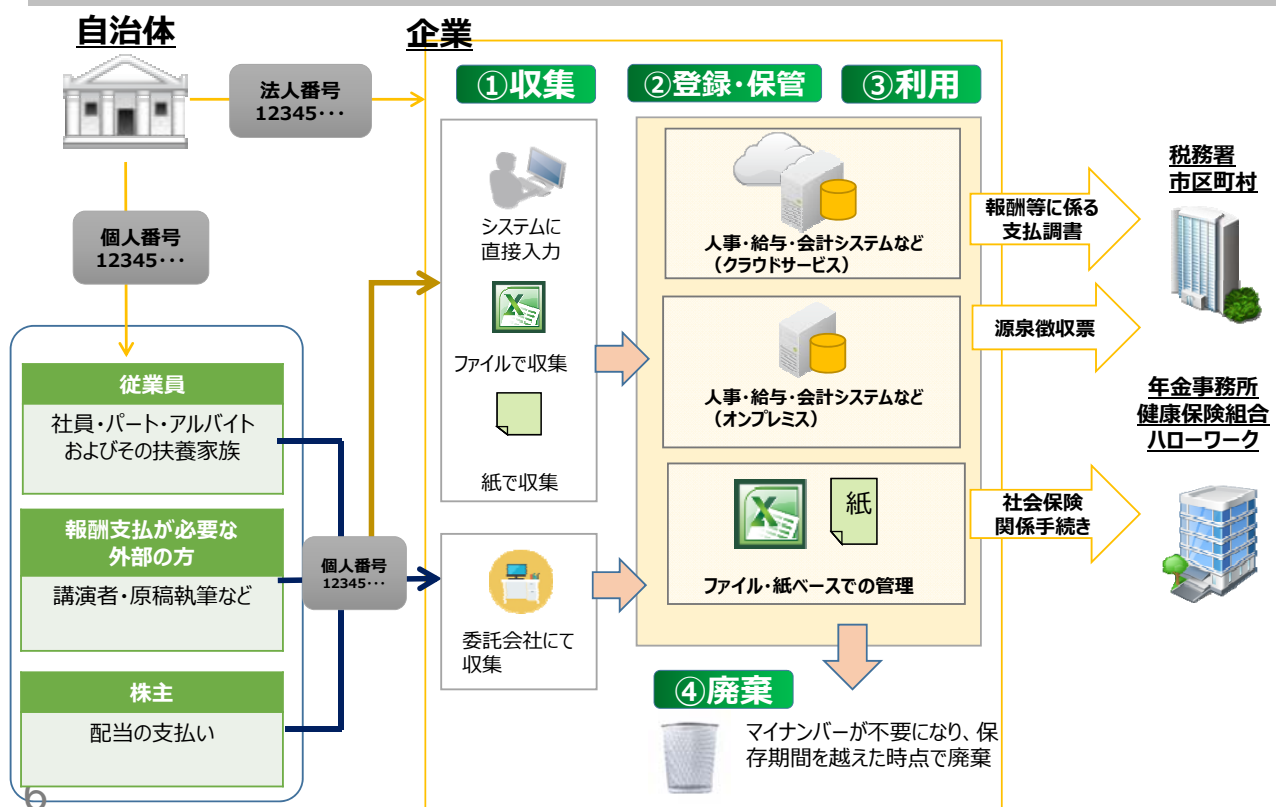 自治体
企業
法人番号
12345･･･
①収集
②登録・保管
③利用
個人番号
12345･･･
システムに
直接入力
ファイルで収集
紙で収集
人事・給与・会計システムなど
（クラウドサービス）
人事・給与・会計システムなど
（オンプレミス）
紙
ファイル・紙ベースでの管理
報酬等に係る
支払調書
源泉徴収票
社会保険
関係手続き
税務署
市区町村
年金事務所
健康保険組合
ハローワーク
従業員
社員・パート・アルバイト
およびその扶養家族
報酬支払が必要な
外部の方
講演者・原稿執筆など
株主
配当の支払い
個人番号
12345･･･
委託会社にて
収集
④廃棄
マイナンバーが不要になり、保
存期間を越えた時点で廃棄
6